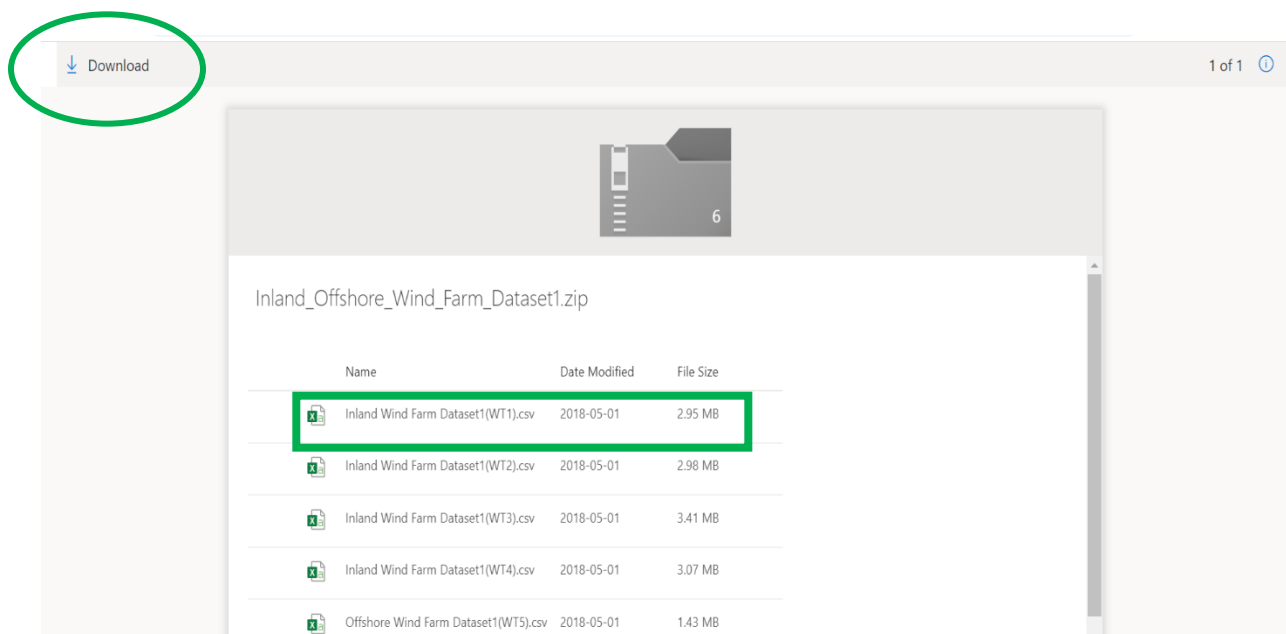 Download
1 of 1
6
Inland_Offshore_Wind_Farm_Dataset1.zip
Name Date Modified File Size
Inland Wind Farm Dataset1(WT1).csv 2018-05-01 2.95 MB
Inland Wind Farm Dataset1(WT2).csv 2018-05-01 2.98 MB
Inland Wind Farm Dataset1(WT3).csv 2018-05-01 3.41 MB
Inland Wind Farm Dataset1(WT4).csv 2018-05-01 3.07 MB
Offshore Wind Farm Dataset1(WT5).csv 2018-05-01 1.43 MB